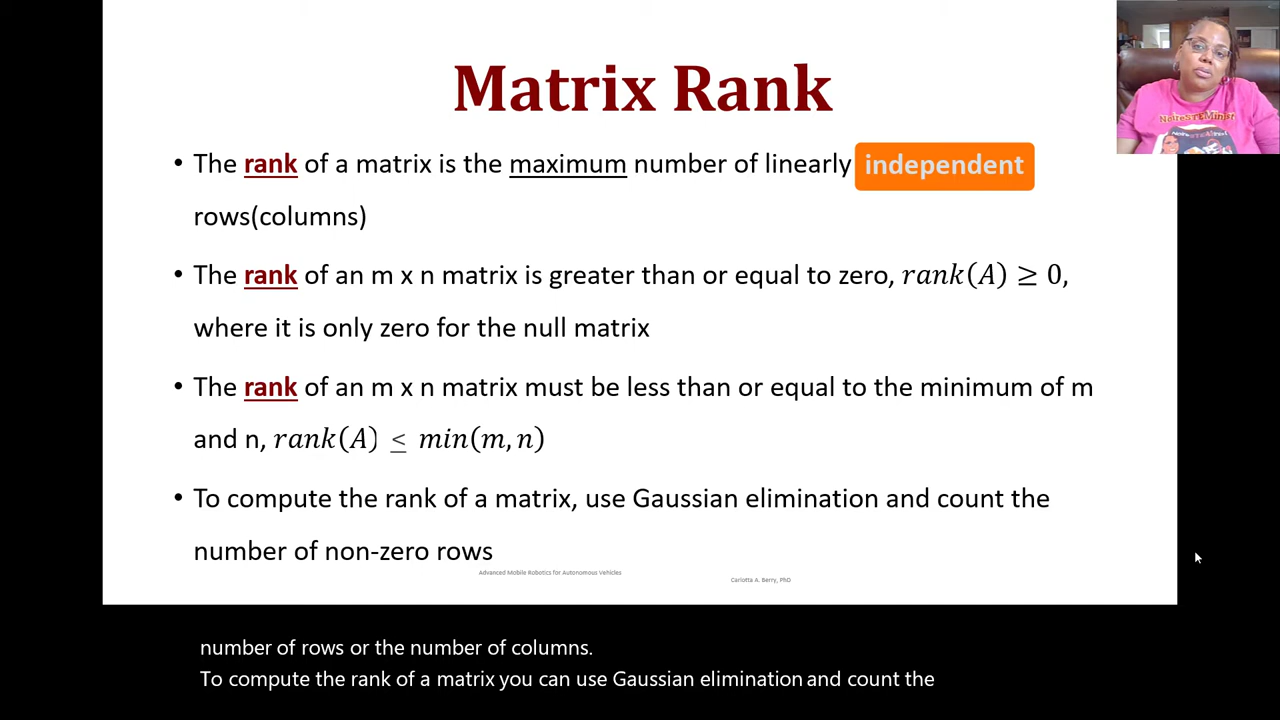 Matrix Rank
• The rank of a matrix is the maximum number of linearly independent
rows(columns)
• The rank of an m x n matrix is greater than or equal to zero, rank(A) ≥ 0,
where it is only zero for the null matrix
• The rank of an m x n matrix must be less than or equal to the minimum of m
and n, rank(A) ≤ min(m, n)
• To compute the rank of a matrix, use Gaussian elimination and count the
number of non-zero rows
Advanced Mobile Robotics for Autonomous Vehicles
Carlotta A. Berry, PhD
number of rows or the number of columns.
To compute the rank of a matrix you can use Gaussian elimination and count the